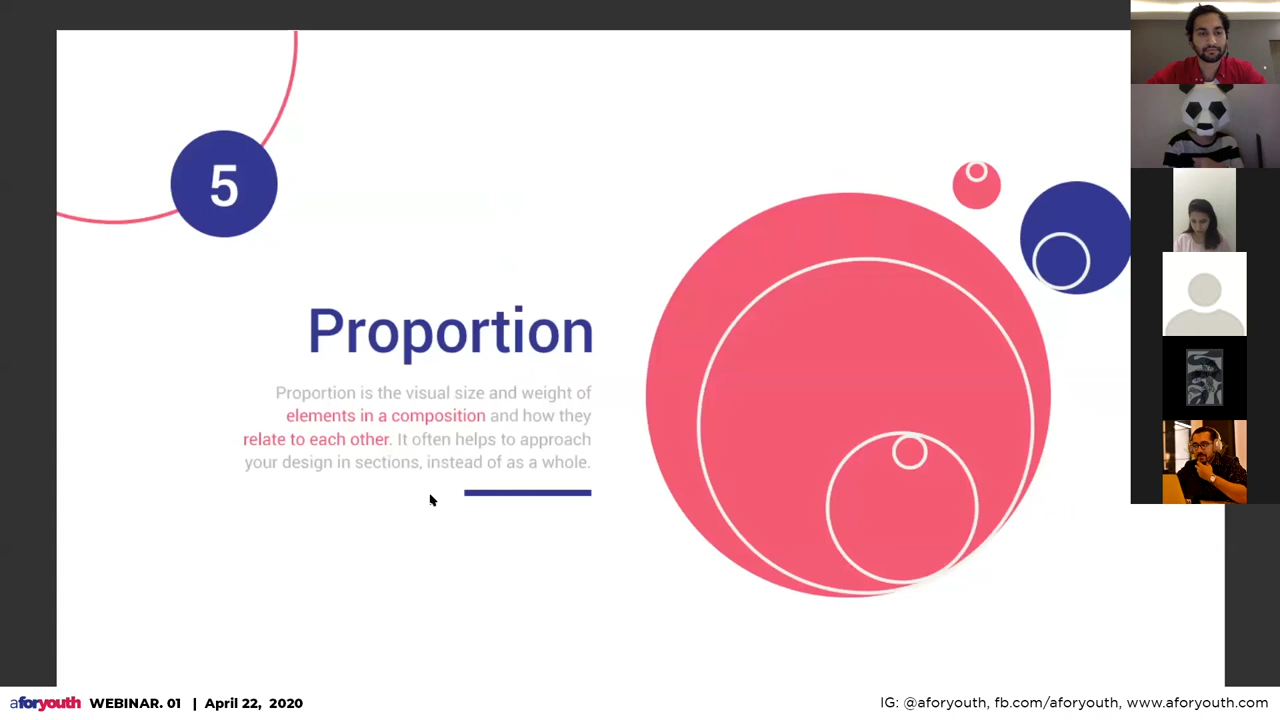 5
Proportion
Proportion is the visual size and weight of
elements in a composition and how they
relate to each other. It often helps to approach
your design in sections, instead of as a whole.
aforyouth WEBINAR. 01 | April 22, 2020
IG: @aforyouth, fb.com/aforyouth, www.aforyouth.com